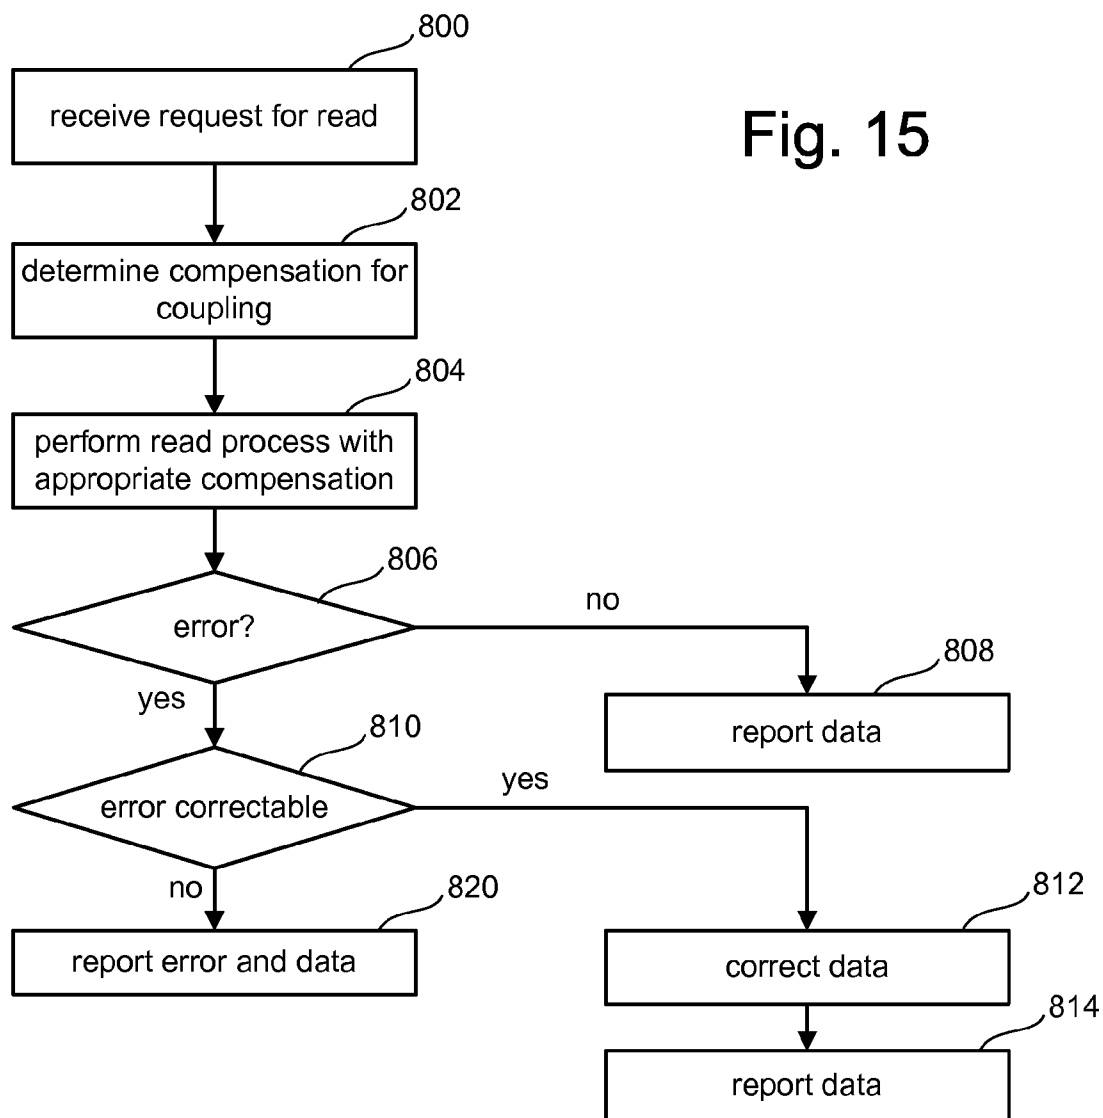 800
receive request for read
Fig. 15
802
determine compensation for
coupling
804
perform read process with
appropriate compensation
806
error?
no
808
yes
report data
810
error correctable
yes
no
820
812
report error and data
correct data
814
report data